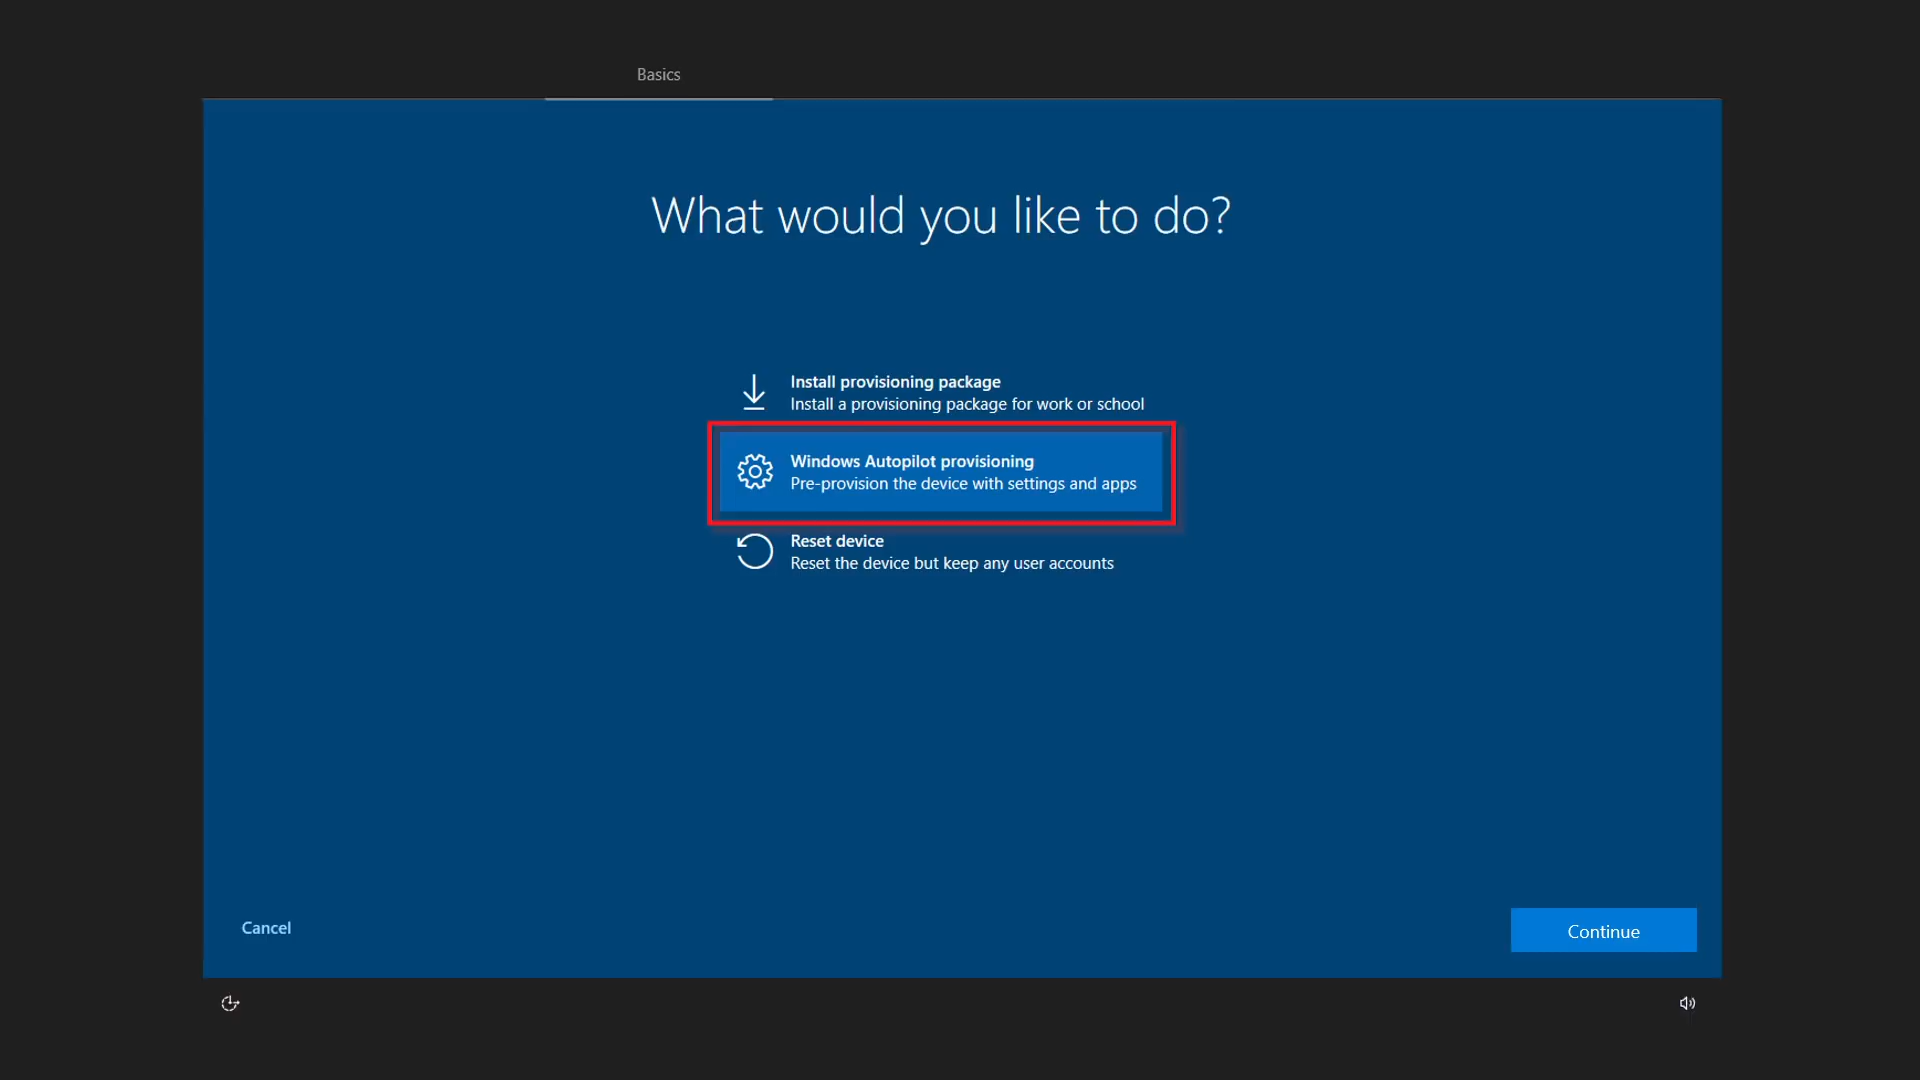 Basics
What would you like to do?
Install provisioning package
Install a provisioning package for work or school
Windows Autopilot provisioning
Pre-provision the device with settings and apps
Reset device
Reset the device but keep any user accounts
Cancel
Continue